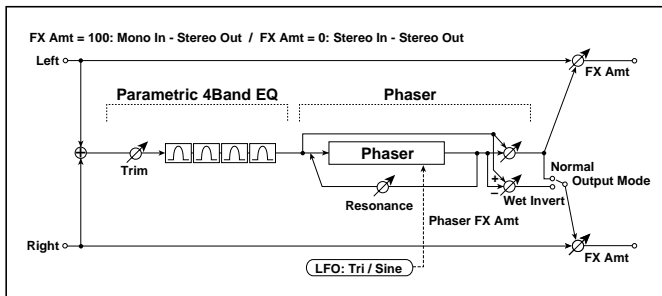 FX Amt = 100: Mono In - Stereo Out / FX Amt = 0: Stereo In - Stereo Out
Left
FX Amt
Parametric 4Band EQ
Phaser
Trim
Phaser
Normal
Output Mode
+
−
Wet Invert
Resonance
Phaser FX Amt
Right
FX Amt
LFO: Tri / Sine